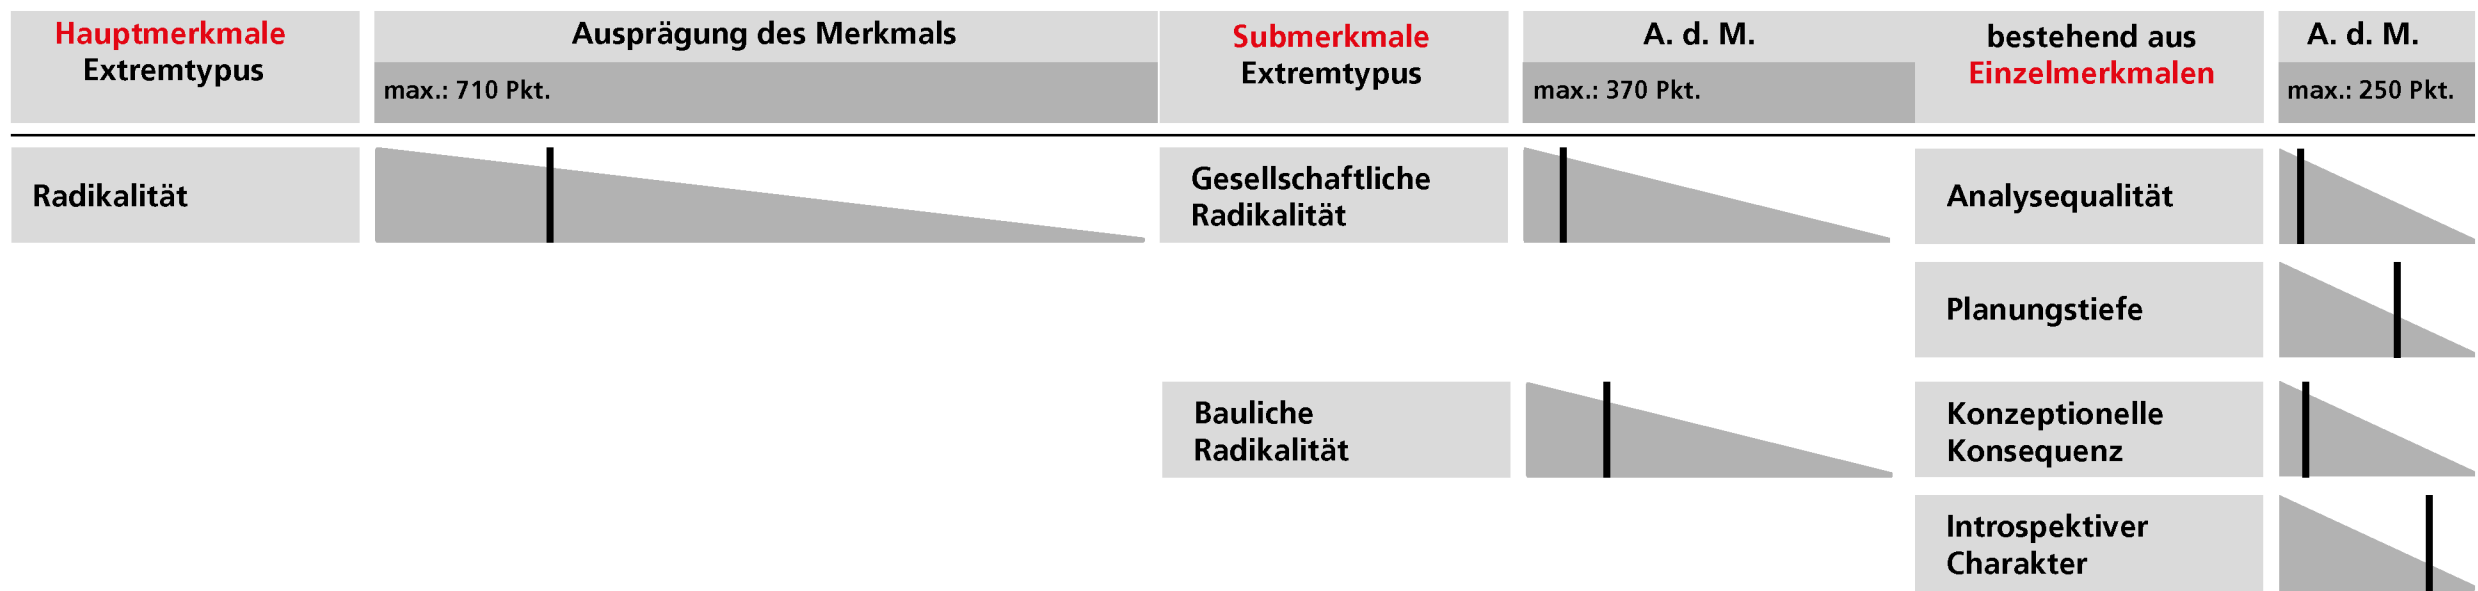 Hauptmerkmale
Extremtypus
Ausprägung des Merkmals
max.: 710 Pkt.
Submerkmale
Extremtypus
A. d. M.
max.: 370 Pkt.
bestehend aus
Einzelmerkmalen
A. d. M.
max.: 250 Pkt.
Radikalität
Gesellschaftliche
Radikalität
Analysequalität
Planungstiefe
Bauliche
Radikalität
Konzeptionelle
Konsequenz
Introspektiver
Charakter